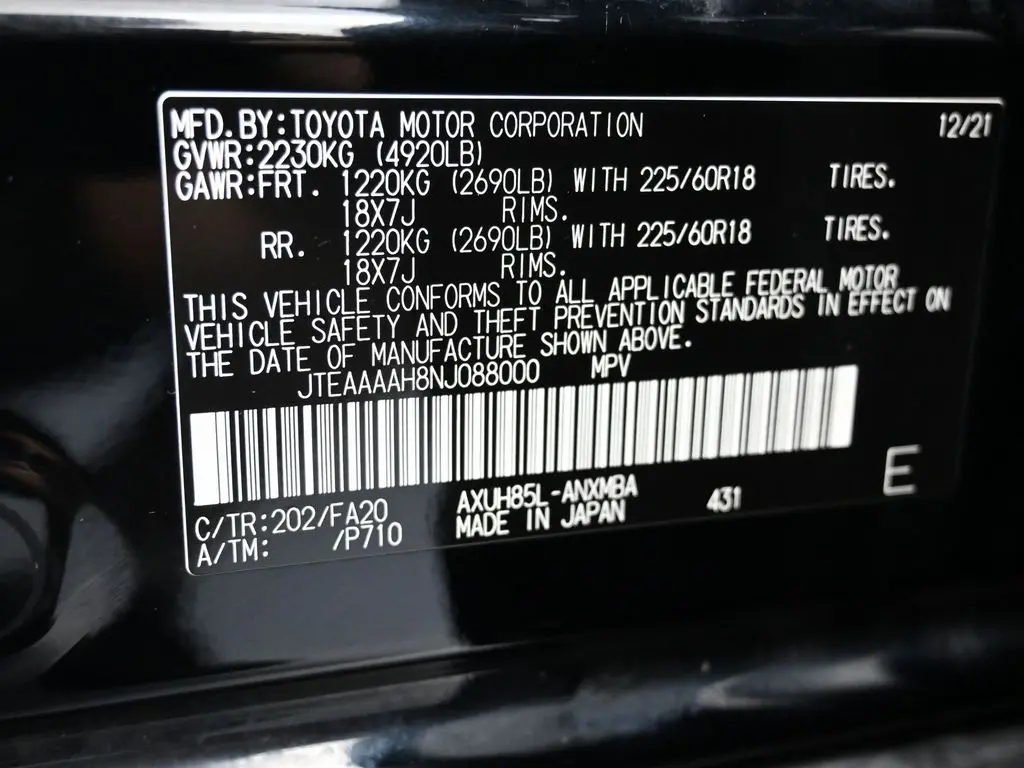 MFD.BY:TOYOTA MOTOR CORPORATION 12/21
GVWR:2230KG (4920LB)
GAWR:FRT. 1220KG (2690LB) WITH 225/60R18 TIRES.
18X7J RIMS.
RR. 1220KG (2690LB) WITH 225/60R18 TIRES.
18X7J RIMS.
THIS VEHICLE CONFORMS TO ALL APPLICABLE FEDERAL MOTOR
VEHICLE SAFETY AND THEFT PREVENTION STANDARDS IN EFFECT ON
THE DATE OF MANUFACTURE SHOWN ABOVE.
JTEAAAAH8NJ088000 MPV
C/TR:202/FA20 AXUH85L-ANXMBA 431 E
A/TM: /P710 MADE IN JAPAN